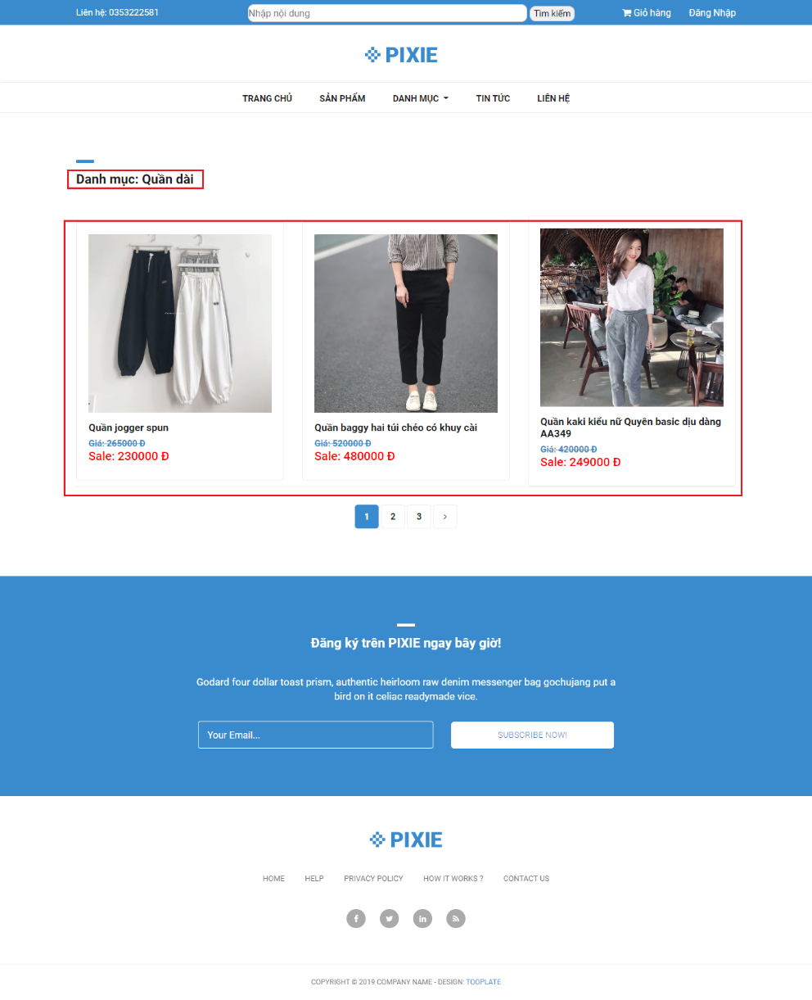 Liên hệ: 0353222581
Nhập nội dung
Tìm kiếm
Giỏ hàng
Đăng Nhập
PIXIE
TRANG CHỦ
SẢN PHẨM
DANH MỤC
TIN TỨC
LIÊN HỆ
Danh mục: Quần dài
Quần jogger spun
Giá: 265000 Đ
Sale: 230000 Đ
Quần baggy hai túi chéo có khuy cài
Giá: 520000 Đ
Sale: 480000 Đ
Quần kaki kiểu nữ Quyên basic dịu dàng
AA349
Giá: 420000 Đ
Sale: 249000 Đ
1
2
3
Đăng ký trên PIXIE ngay bây giờ!
Godard four dollar toast prism, authentic heirloom raw denim messenger bag gochujang put a
bird on it celiac readymade vice.
Your Email...
SUBSCRIBE NOW!
PIXIE
HOME
HELP
PRIVACY POLICY
HOW IT WORKS ?
CONTACT US
COPYRIGHT © 2019 COMPANY NAME - DESIGN: TOOPLATE